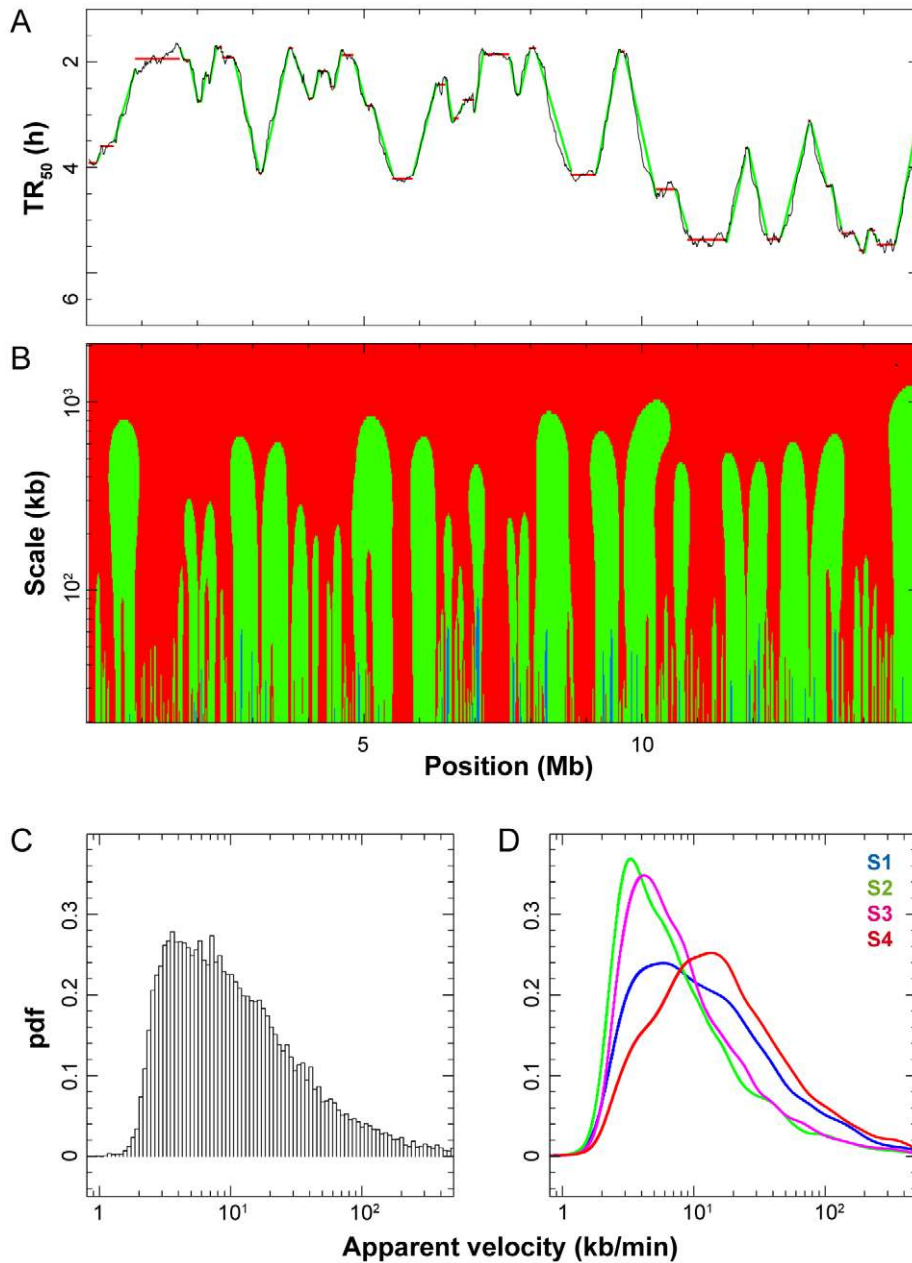 A
TR50 (h)
2
4
6
B
Scale (kb)
10³
10²
5
10
Position (Mb)
C
pdf
0.3
0.2
0.1
0
1
10¹
10²
D
S1
S2
S3
S4
0.3
0.2
0.1
0
1
10¹
10²
Apparent velocity (kb/min)